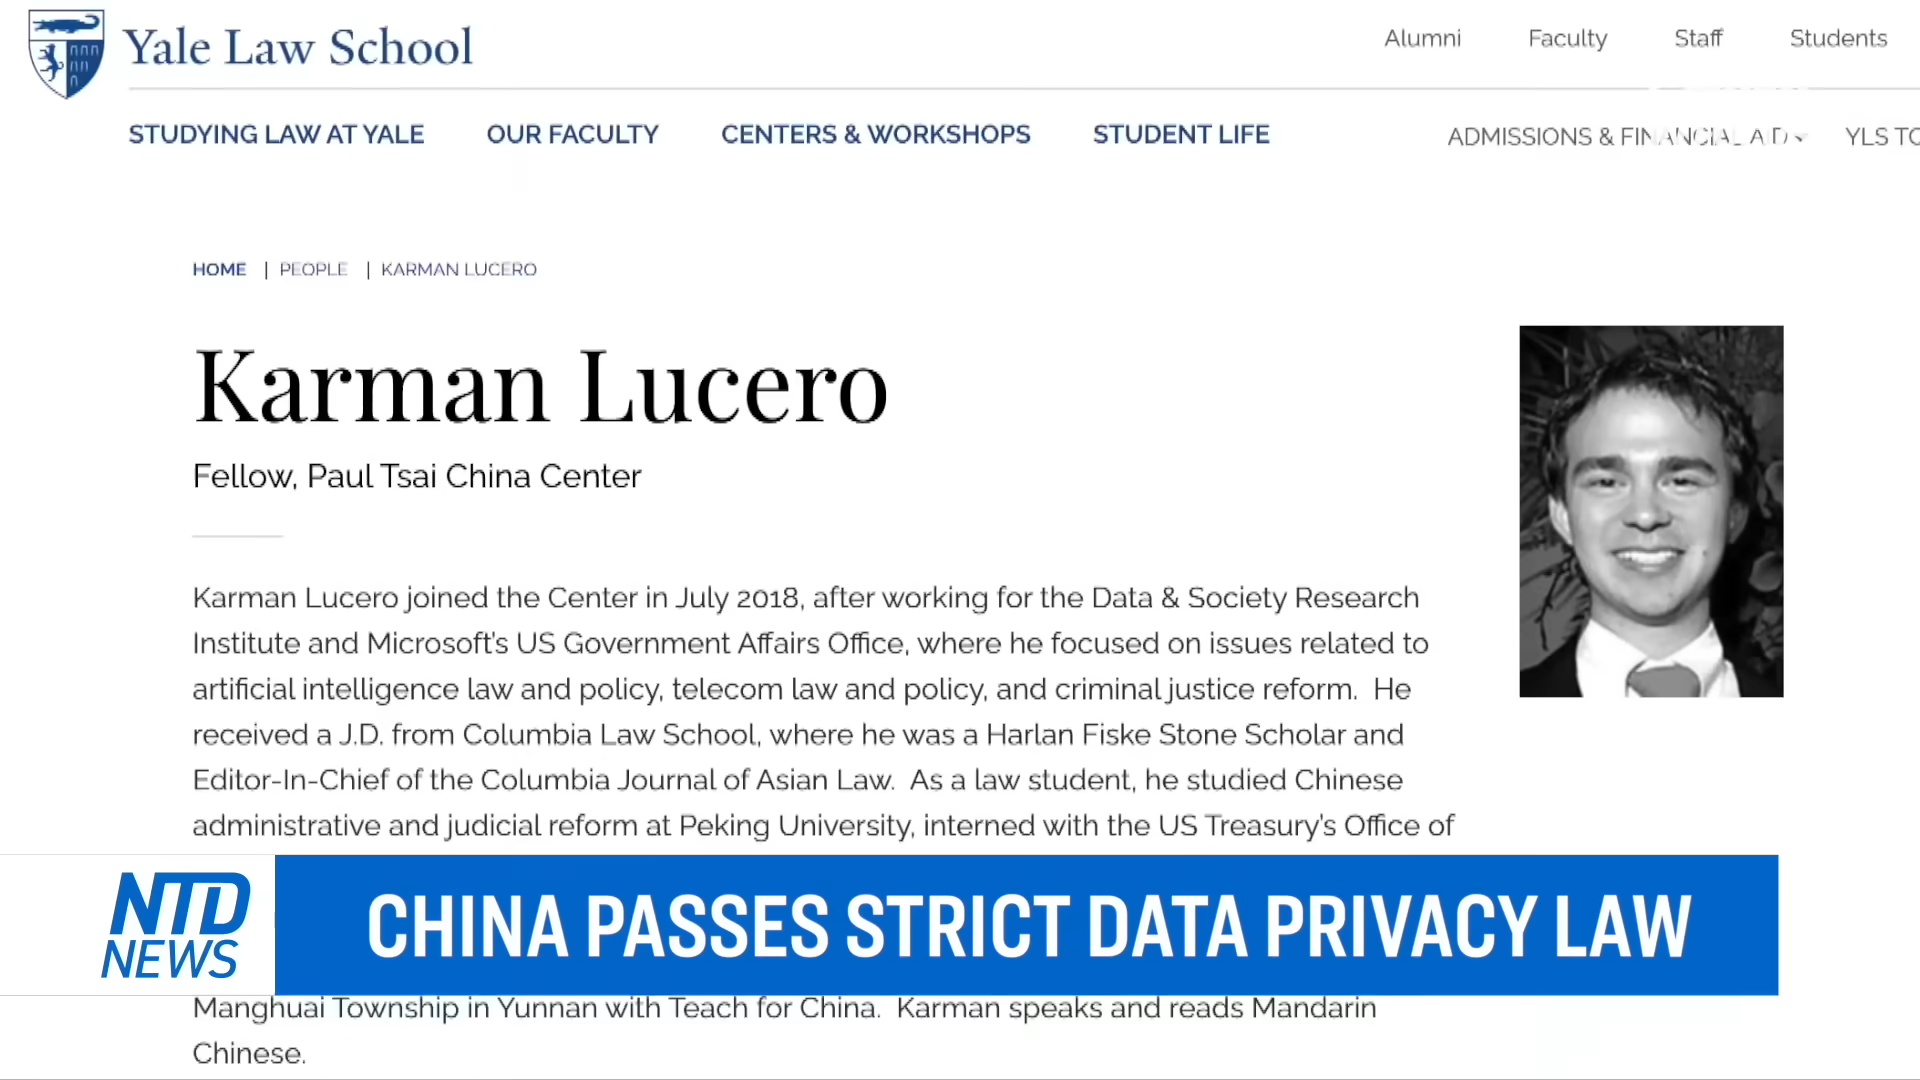 Yale Law School
Alumni Faculty Staff Students
STUDYING LAW AT YALE OUR FACULTY CENTERS & WORKSHOPS STUDENT LIFE ADMISSIONS & FINANCIAL AID YLS TO
HOME | PEOPLE | KARMAN LUCERO
Karman Lucero
Fellow, Paul Tsai China Center
Karman Lucero joined the Center in July 2018, after working for the Data & Society Research
Institute and Microsoft's US Government Affairs Office, where he focused on issues related to
artificial intelligence law and policy, telecom law and policy, and criminal justice reform. He
received a J.D. from Columbia Law School, where he was a Harlan Fiske Stone Scholar and
Editor-In-Chief of the Columbia Journal of Asian Law. As a law student, he studied Chinese
administrative and judicial reform at Peking University, interned with the US Treasury's Office of
NTD
NEWS
CHINA PASSES STRICT DATA PRIVACY LAW
Manghuai Township in Yunnan with Teach for China. Karman speaks and reads Mandarin
Chinese.